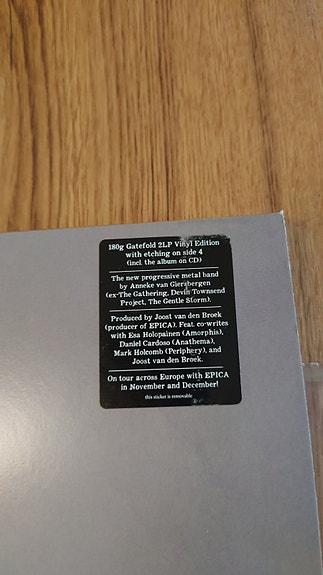 180g Gatefold 2LP Vinyl Edition
with etching on side 4
(incl. the album on CD)
The new progressive metal band
by Anneke van Giersbergen
(ex-The Gathering, Devin Townsend
Project, The Gentle Storm).
Produced by Joost van den Broek
(producer of EPICA). Feat. co-writes
with Esa Holopainen (Amorphis),
Daniel Cardoso (Anathema),
Mark Holcomb (Periphery), and
Joost van den Broek.
On tour across Europe with EPICA
in November and December!
this sticker is removable